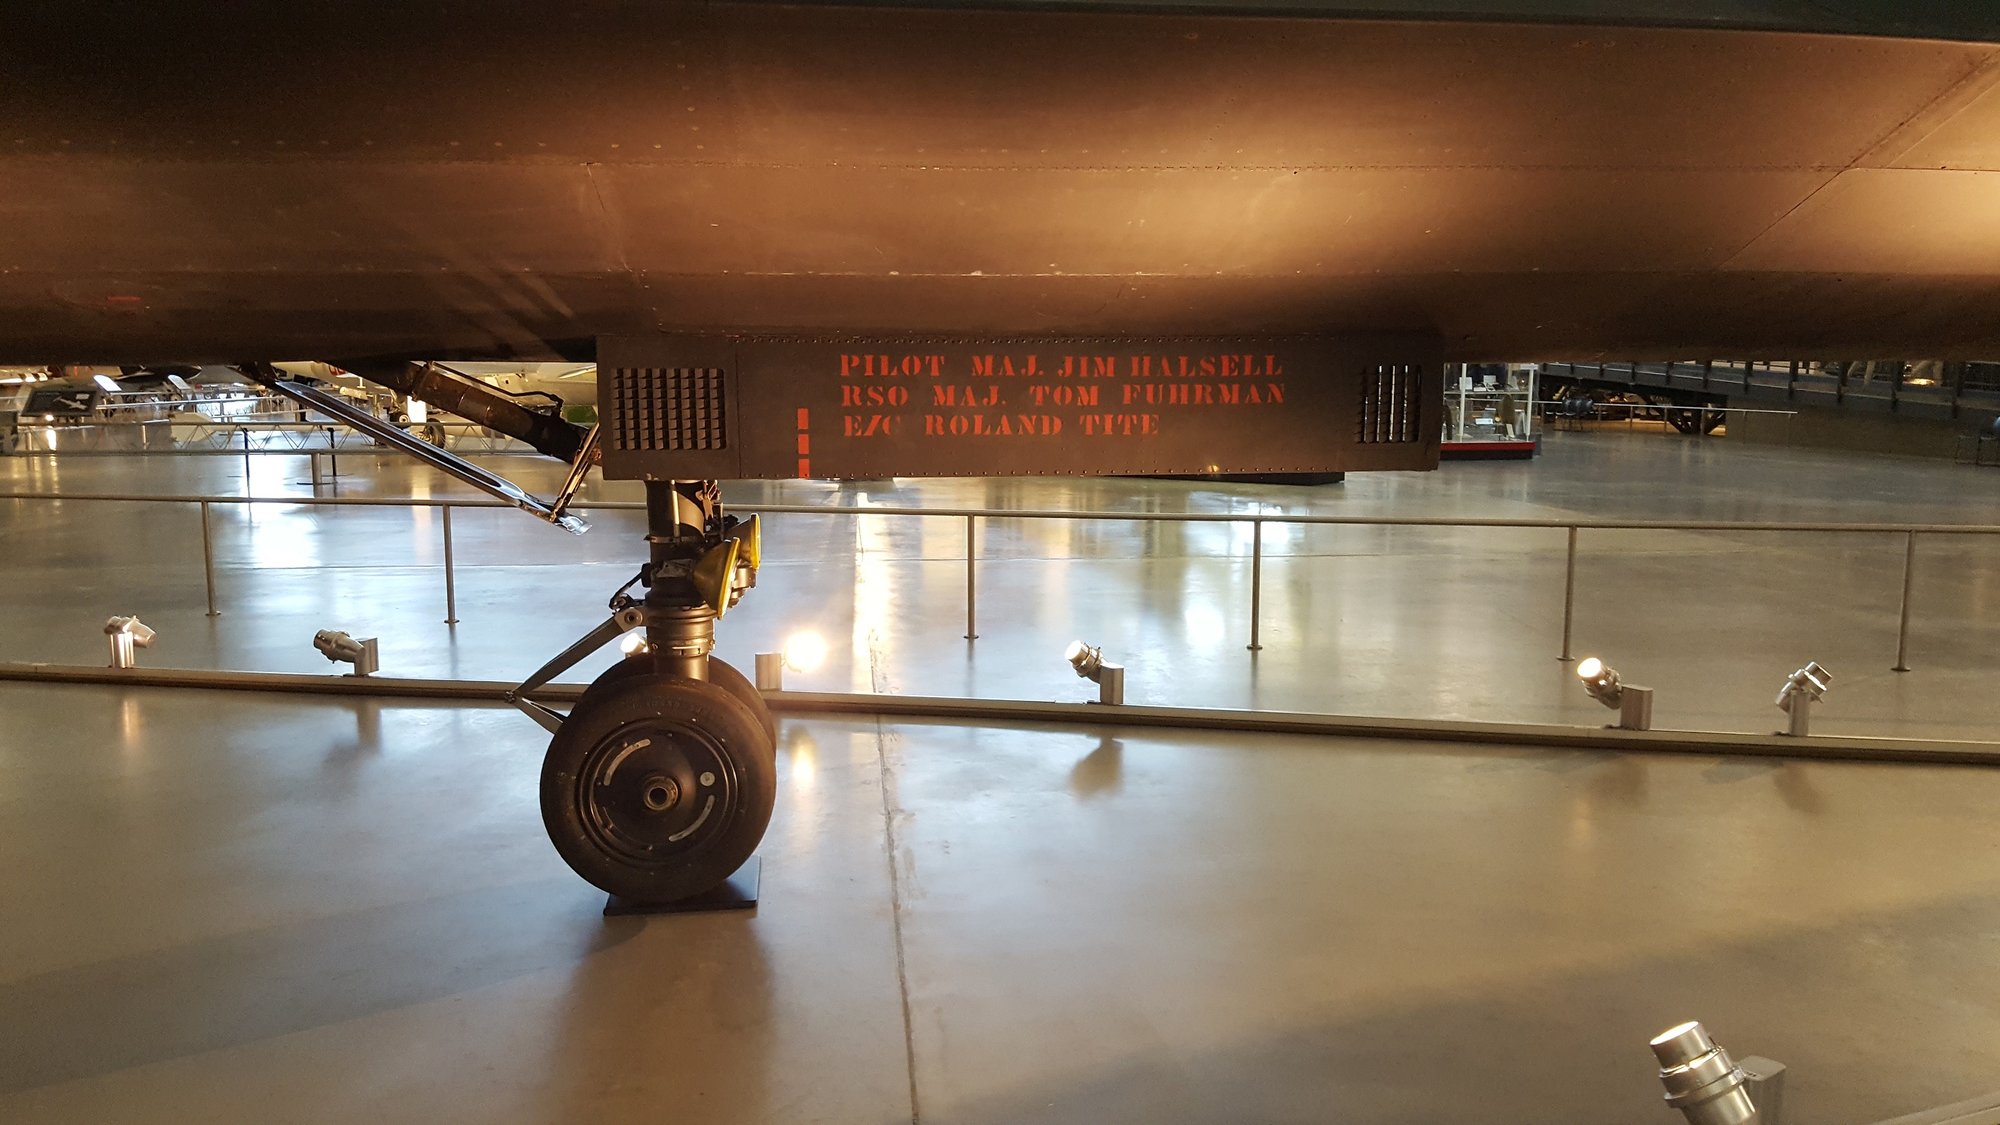 PILOT MAJ. JIM HALSELL
RSO MAJ. TOM FUHRMAN
E/C ROLAND TITE